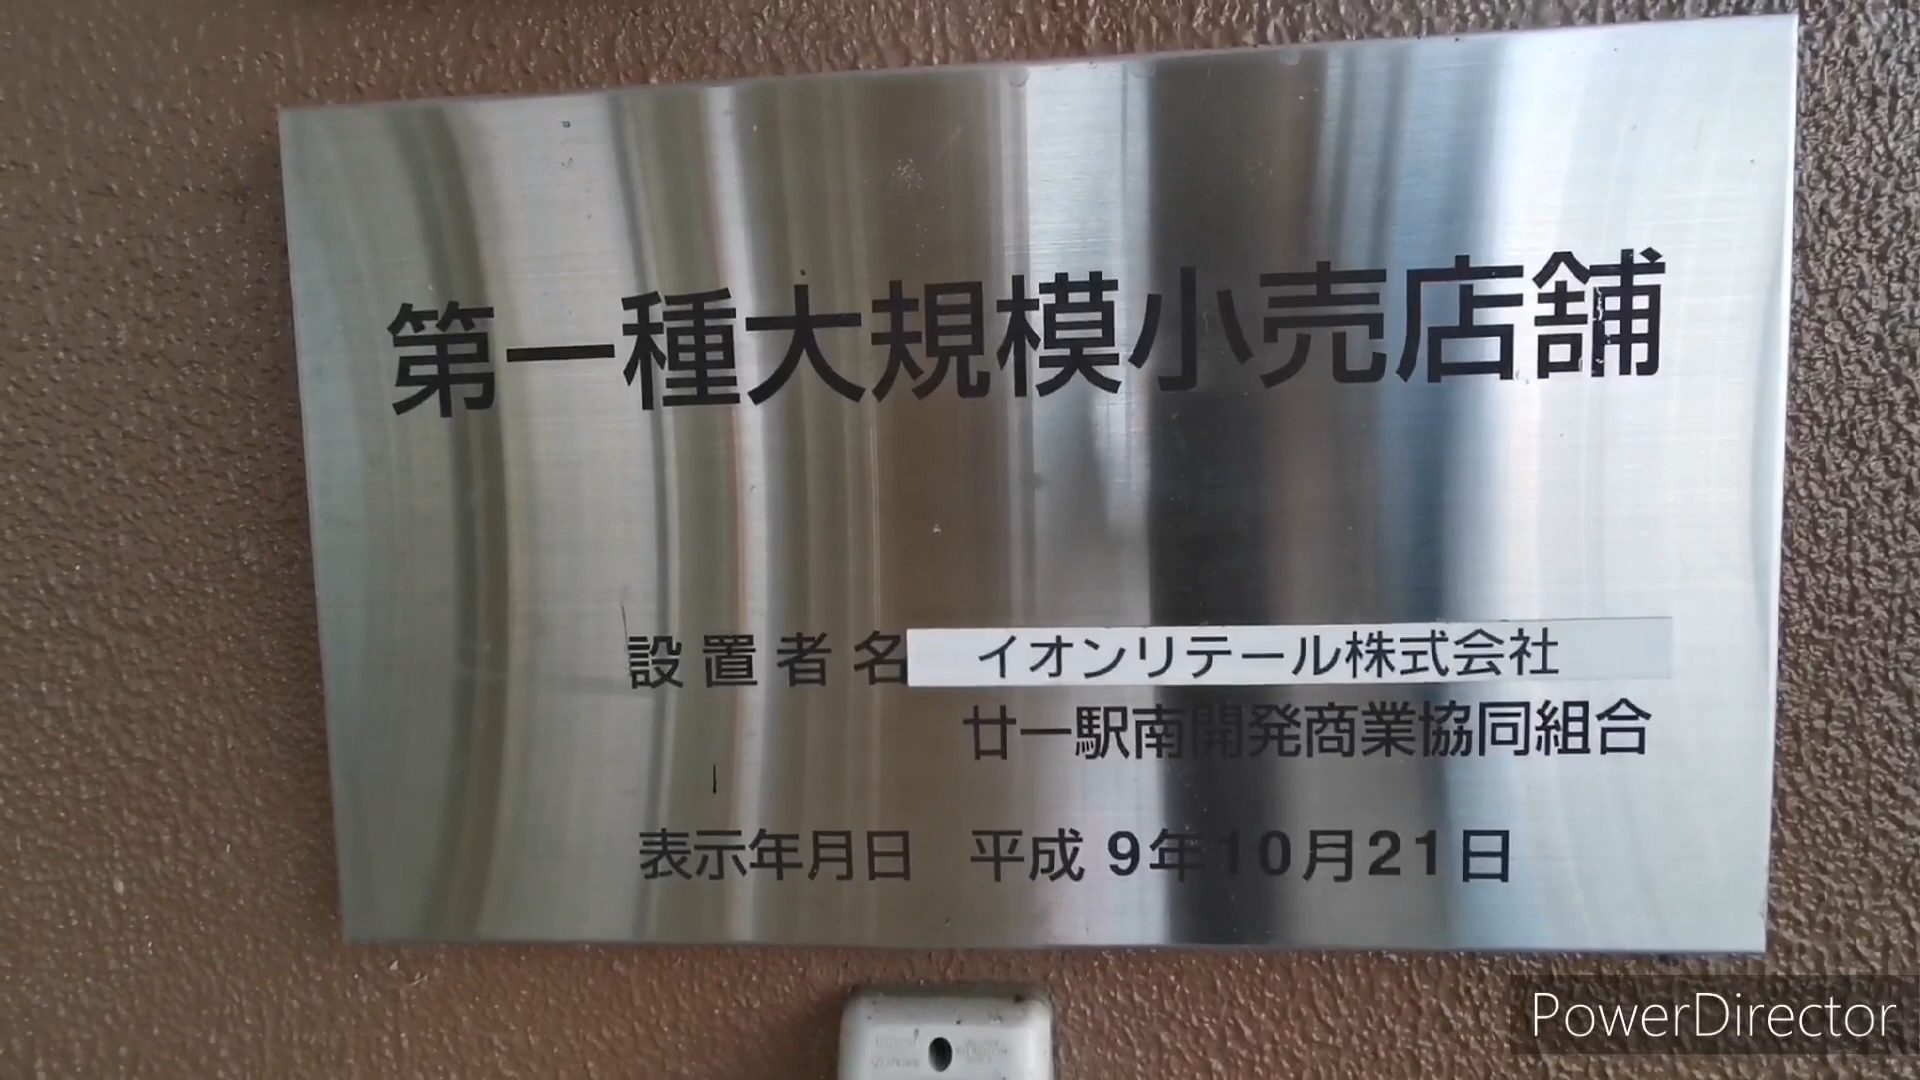 第一種大規模小売店舗
設置者名 イオンリテール株式会社
廿一駅南開発商業協同組合
表示年月日 平成 9年10月21日
PowerDirector